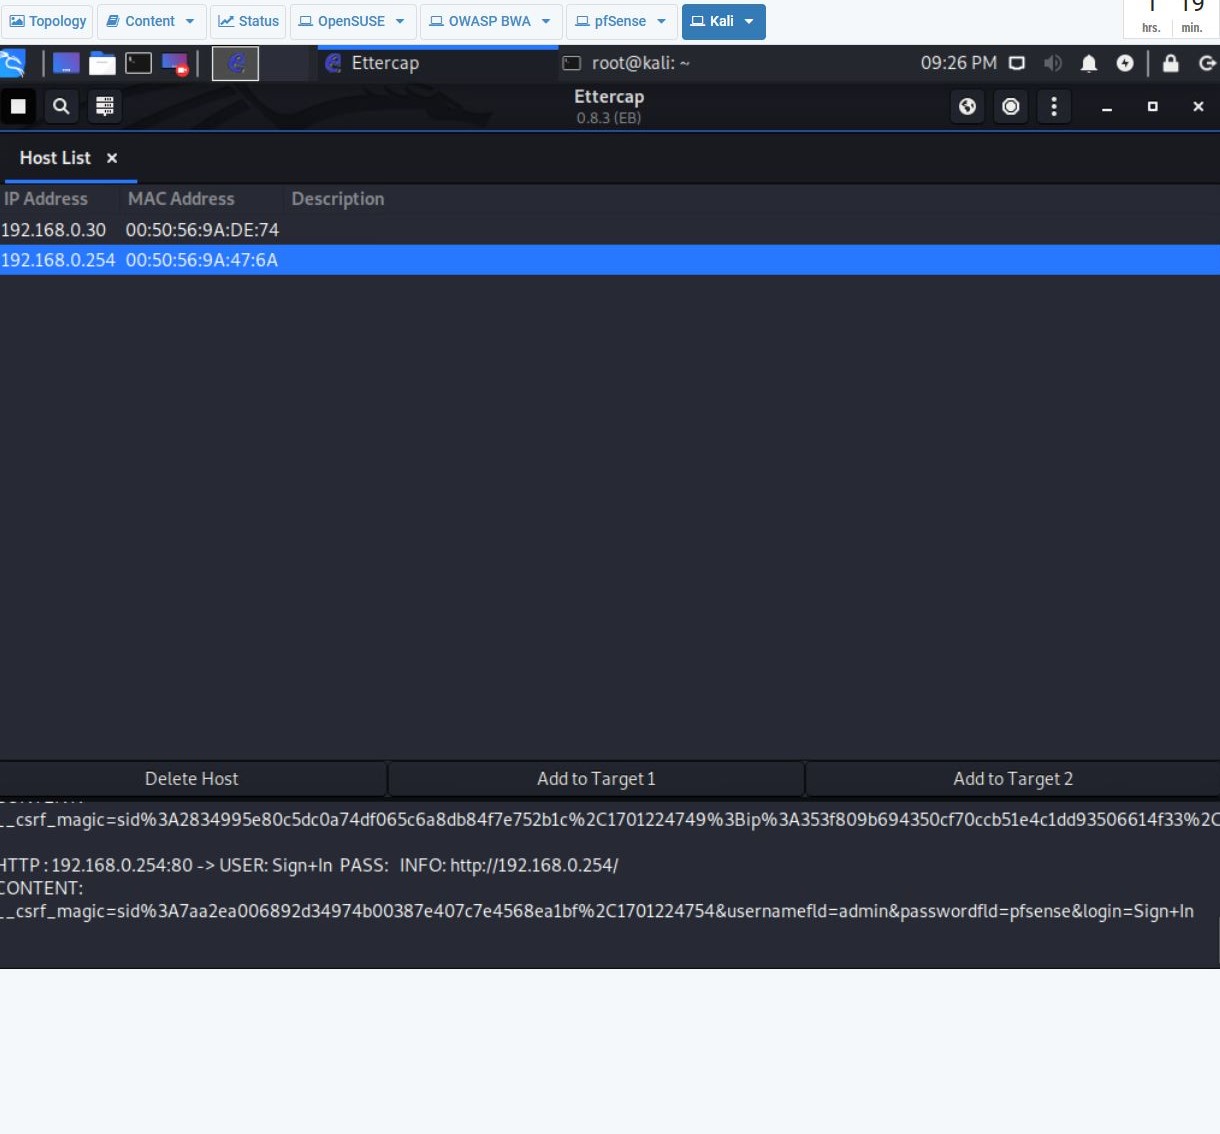 Topology Content Status OpenSUSE OWASP BWA pfSense Kali
hrs. min.
Ettercap root@kali: ~ 09:26 PM
Ettercap
0.8.3 (EB)
Host List ×
IP Address MAC Address Description
192.168.0.30 00:50:56:9A:DE:74
192.168.0.254 00:50:56:9A:47:6A
Delete Host Add to Target 1 Add to Target 2
__csrf_magic=sid%3A2834995e80c5dc0a74df065c6a8db84f7e752b1c%2C1701224749%3Bip%3A353f809b694350cf70ccb51e4c1dd93506614f33%2C
HTTP : 192.168.0.254:80 -> USER: Sign+In PASS: INFO: http://192.168.0.254/
CONTENT:
__csrf_magic=sid%3A7aa2ea006892d34974b00387e407c7e4568ea1bf%2C1701224754&usernamefld=admin&passwordfld=pfsense&login=Sign+In